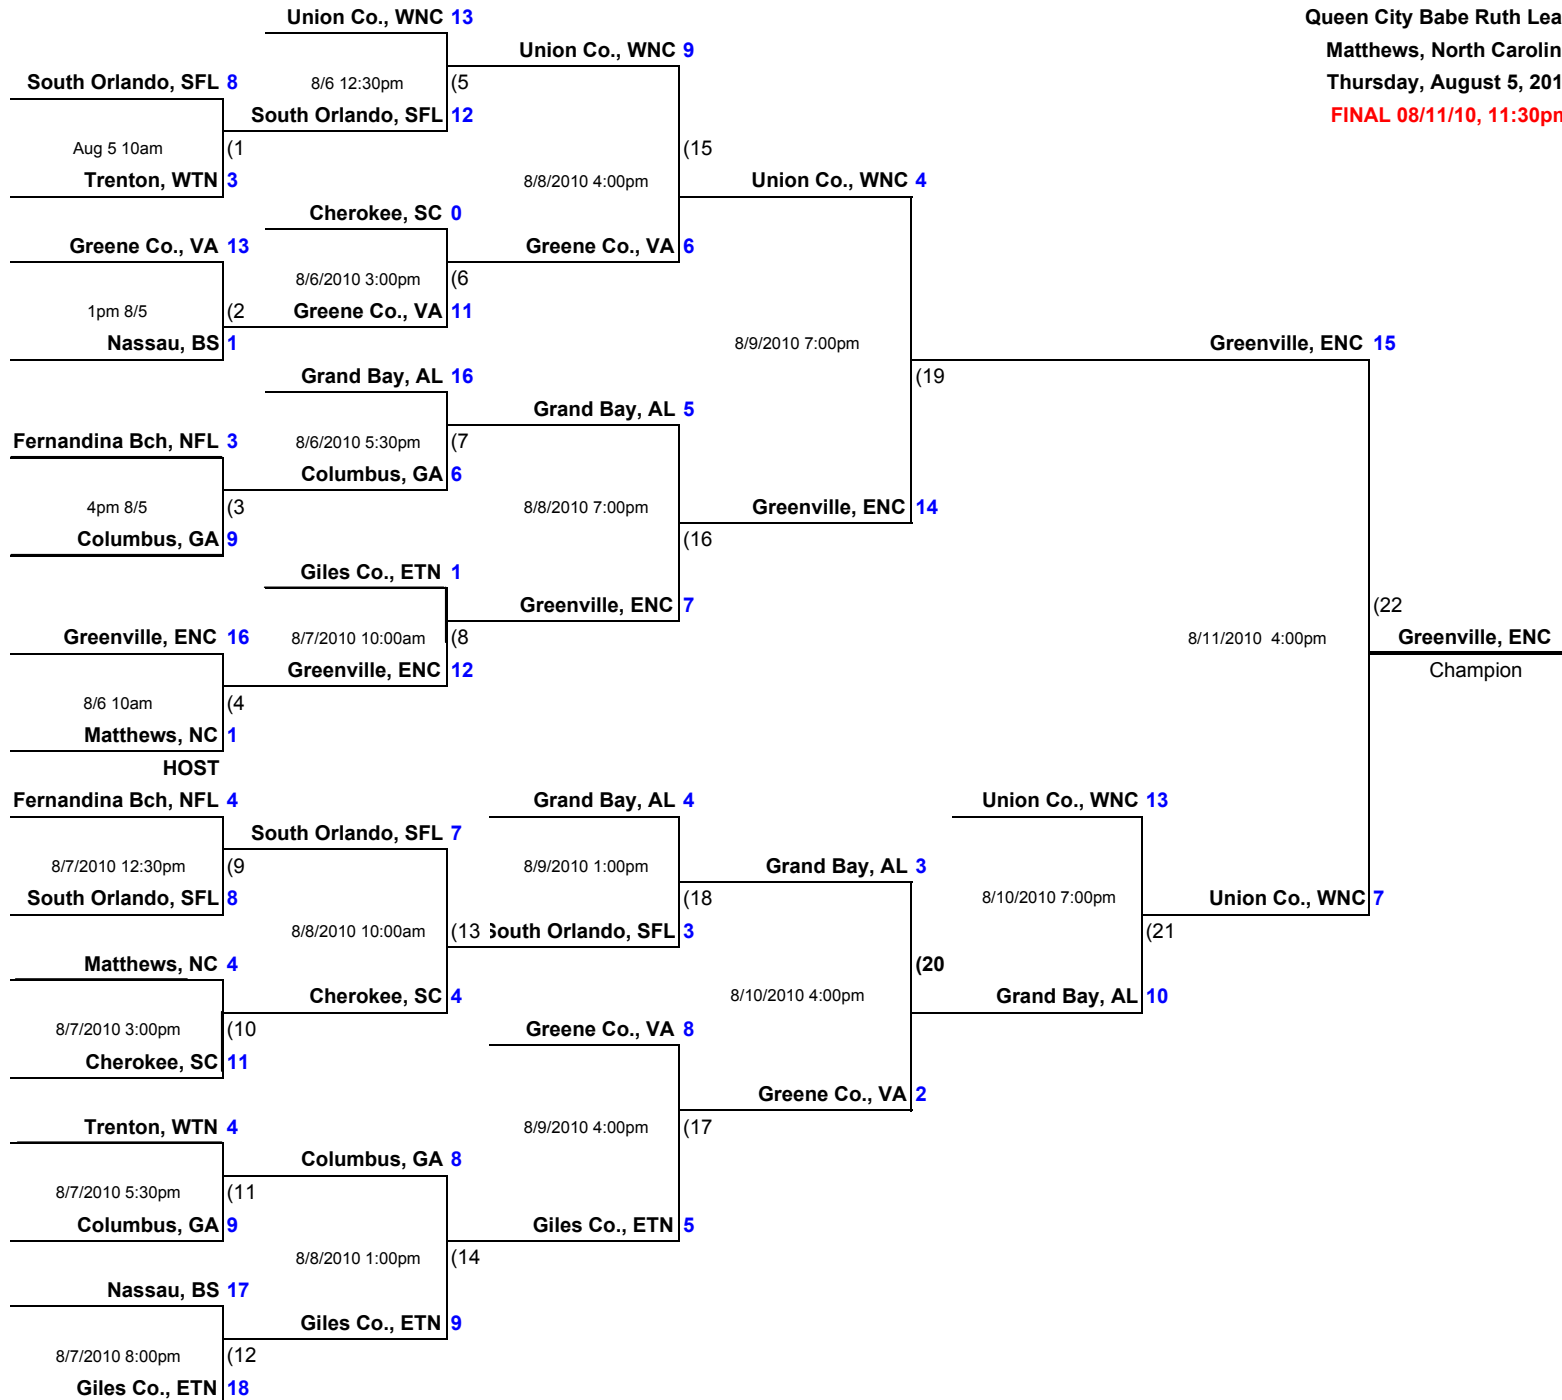 Union Co., WNC 13
Queen City Babe Ruth Lea
Union Co., WNC 9
Matthews, North Carolin
South Orlando, SFL 8
8/6 12:30pm
(5
Thursday, August 5, 201
South Orlando, SFL 12
FINAL 08/11/10, 11:30pm
Aug 5 10am
(1
(15
Trenton, WTN 3
8/8/2010 4:00pm
Union Co., WNC 4
Cherokee, SC 0
Greene Co., VA 13
Greene Co., VA 6
8/6/2010 3:00pm
(6
1pm 8/5
(2
Greene Co., VA 11
Nassau, BS 1
8/9/2010 7:00pm
Greenville, ENC 15
Grand Bay, AL 16
(19
Grand Bay, AL 5
Fernandina Bch, NFL 3
8/6/2010 5:30pm
(7
Columbus, GA 6
4pm 8/5
(3
8/8/2010 7:00pm
Greenville, ENC 14
Columbus, GA 9
(16
Giles Co., ETN 1
Greenville, ENC 7
(22
Greenville, ENC 16
8/7/2010 10:00am
(8
8/11/2010 4:00pm
Greenville, ENC
Greenville, ENC 12
Champion
8/6 10am
(4
Matthews, NC 1
HOST
Fernandina Bch, NFL 4
Grand Bay, AL 4
Union Co., WNC 13
South Orlando, SFL 7
8/7/2010 12:30pm
(9
8/9/2010 1:00pm
Grand Bay, AL 3
South Orlando, SFL 8
(18
8/10/2010 7:00pm
Union Co., WNC 7
8/8/2010 10:00am
(13
South Orlando, SFL 3
(21
Matthews, NC 4
(20
Cherokee, SC 4
8/10/2010 4:00pm
Grand Bay, AL 10
8/7/2010 3:00pm
(10
Greene Co., VA 8
Cherokee, SC 11
Greene Co., VA 2
Trenton, WTN 4
8/9/2010 4:00pm
(17
Columbus, GA 8
8/7/2010 5:30pm
(11
Columbus, GA 9
Giles Co., ETN 5
8/8/2010 1:00pm
(14
Nassau, BS 17
Giles Co., ETN 9
8/7/2010 8:00pm
(12
Giles Co., ETN 18